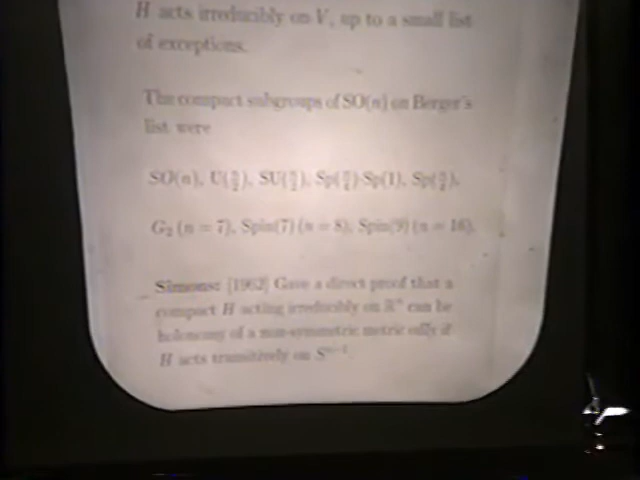 H acts irreducibly on V, up to a small list
of exceptions.
The compact subgroups of SO(n) on Berger's
list were
SO(n), U(n/2), SU(n/2), Sp(n/4)·Sp(1), Sp(n/4),
G₂ (n = 7), Spin(7) (n = 8), Spin(9) (n = 16).
Simons: [1962] Gave a direct proof that a
compact H acting irreducibly on ℝⁿ can be
holonomy of a non-symmetric metric only if
H acts transitively on Sⁿ⁻¹.